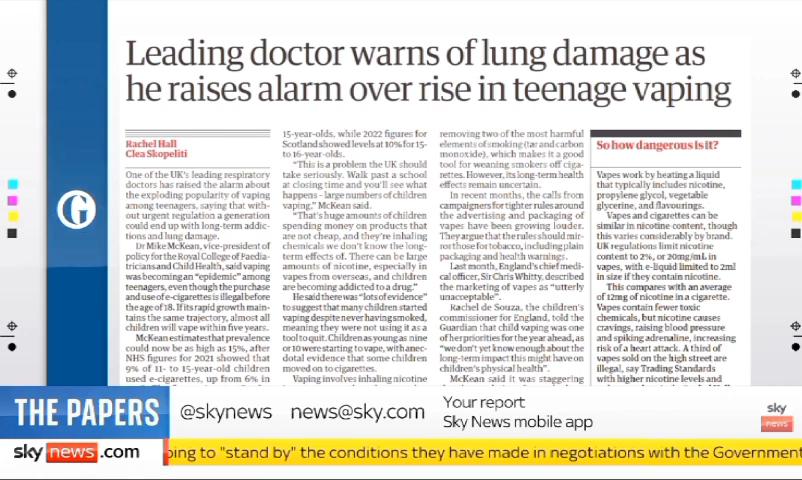 Leading doctor warns of lung damage as
he raises alarm over rise in teenage vaping
Rachel Hall
Clea Skopeliti
One of the UK's leading respiratory
doctors has raised the alarm about
the exploding popularity of vaping
among teenagers, saying that with-
out urgent regulation a generation
could end up with long-term addic-
tions and lung damage.
Dr Mike McKean, vice-president of
policy for the Royal College of Paedia-
tricians and Child Health, said vaping
was becoming an "epidemic" among
teenagers, even though the purchase
and use of e-cigarettes is illegal before
the age of 18. If its rapid growth main-
tains the same trajectory, almost all
children will vape within five years.
McKean estimates that prevalence
could now be as high as 15%, after
NHS figures for 2021 showed that
9% of 11- to 15-year-old children
used e-cigarettes, up from 6% in
15-year-olds, while 2022 figures for
Scotland showed levels at 10% for 15-
to 16-year-olds.
"This is a problem the UK should
take seriously. Walk past a school
at closing time and you'll see what
happens – large numbers of children
vaping," McKean said.
"That's huge amounts of children
spending money on products that
are not cheap, and they're inhaling
chemicals we don't know the long-
term effects of. There can be large
amounts of nicotine, especially in
vapes from overseas, and children
are becoming addicted to a drug."
He said there was "lots of evidence"
to suggest that many children started
vaping despite never having smoked,
meaning they were not using it as a
tool to quit. Children as young as nine
or 10 were starting to vape, with anec-
dotal evidence that some children
moved on to cigarettes.
Vaping involves inhaling nicotine
removing two of the most harmful
elements of smoking (tar and carbon
monoxide), which makes it a good
tool for weaning smokers off ciga-
rettes. However, its long-term health
effects remain uncertain.
In recent months, the calls from
campaigners for tighter rules around
the advertising and packaging of
vapes have been growing louder.
They argue that the rules should mir-
ror those for tobacco, including plain
packaging and health warnings.
Last month, England's chief medi-
cal officer, Sir Chris Whitty, described
the marketing of vapes as "utterly
unacceptable".
Rachel de Souza, the children's
commissioner for England, told the
Guardian that child vaping was one
of her priorities for the year ahead, as
"we don't yet know enough about the
long-term impact this might have on
children's physical health".
McKean said it was staggering
So how dangerous is it?
Vapes work by heating a liquid
that typically includes nicotine,
propylene glycol, vegetable
glycerine, and flavourings.
Vapes and cigarettes can be
similar in nicotine content, though
this varies considerably by brand.
UK regulations limit nicotine
content to 2%, or 20mg/mL in
vapes, with e-liquid limited to 2ml
in size if they contain nicotine.
This compares with an average
of 12mg of nicotine in a cigarette.
Vapes contain fewer toxic
chemicals, but nicotine causes
cravings, raising blood pressure
and spiking adrenaline, increasing
risk of a heart attack. A third of
vapes sold on the high street are
illegal, say Trading Standards
with higher nicotine levels and
THE PAPERS
@skynews news@sky.com
Your report
Sky News mobile app
sky
news
sky news.com
ping to "stand by" the conditions they have made in negotiations with the Government